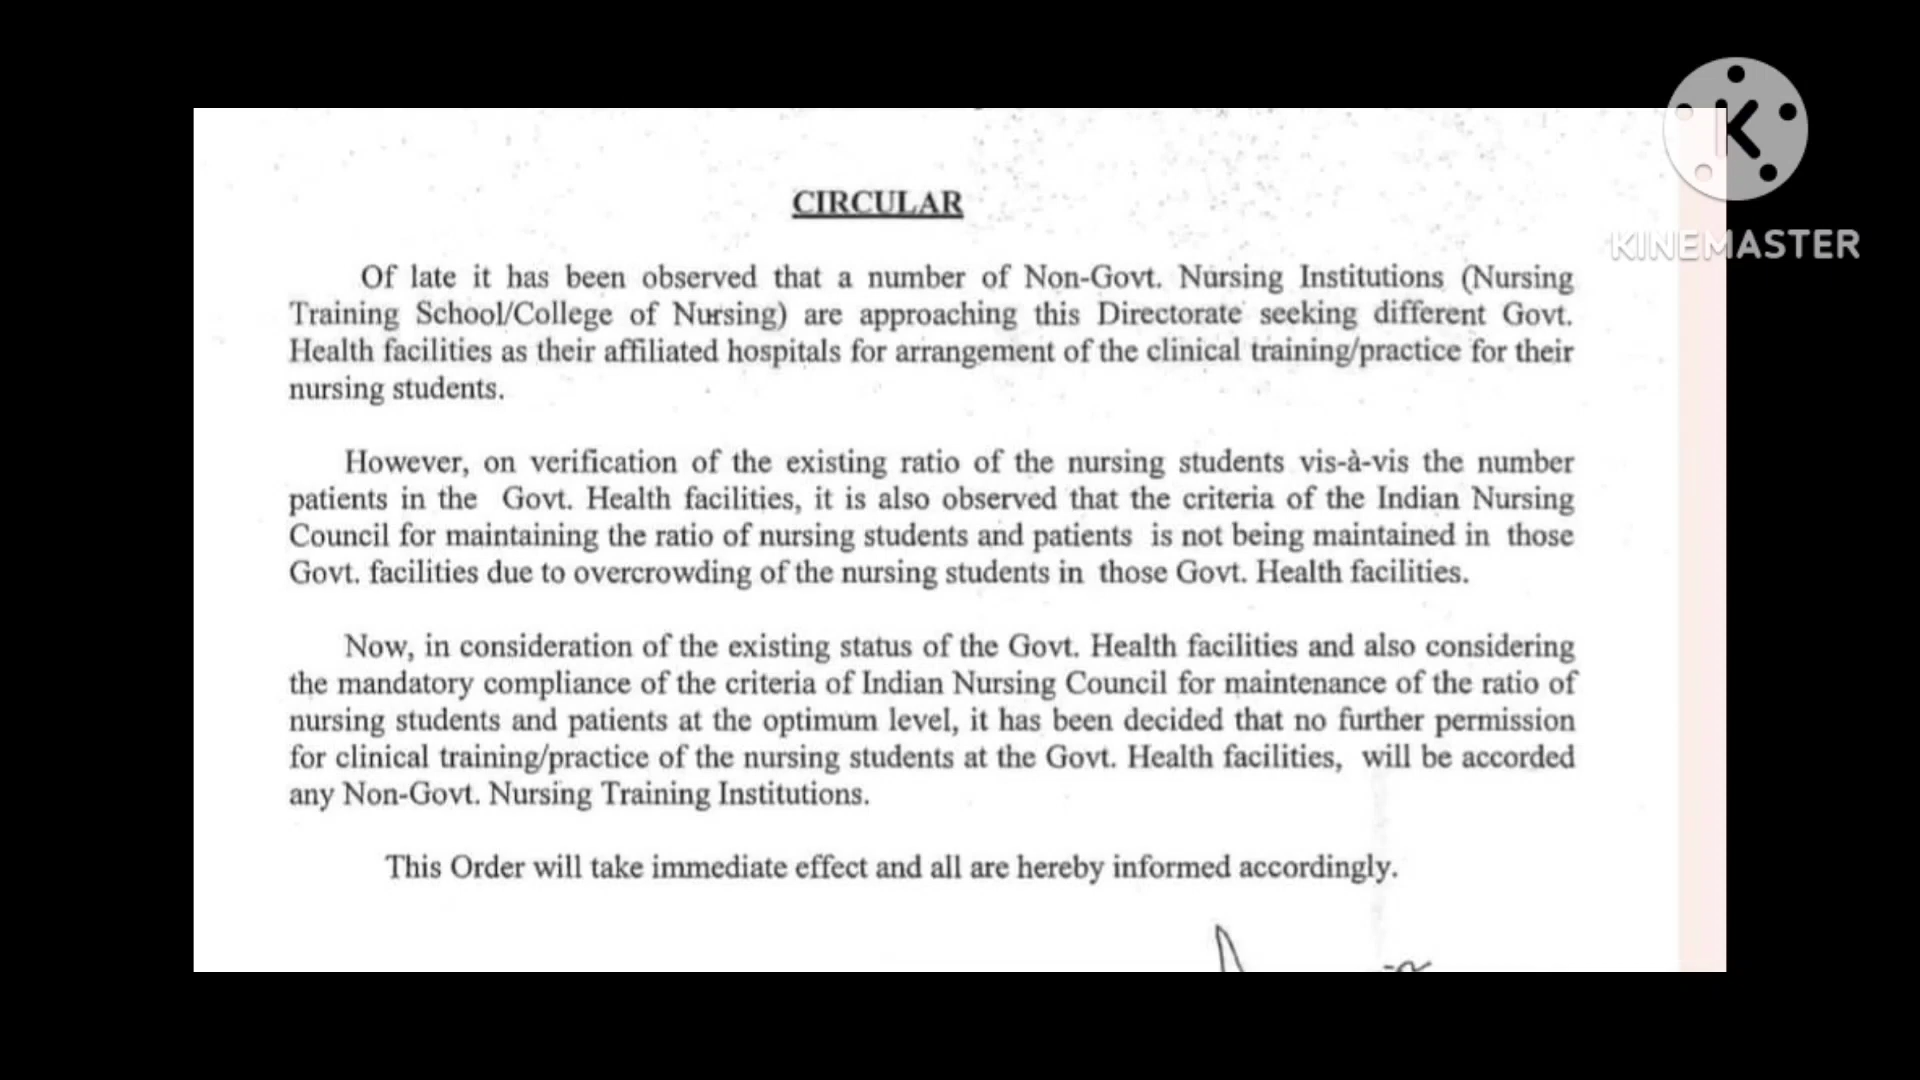 CIRCULAR
Of late it has been observed that a number of Non-Govt. Nursing Institutions (Nursing
Training School/College of Nursing) are approaching this Directorate seeking different Govt.
Health facilities as their affiliated hospitals for arrangement of the clinical training/practice for their
nursing students.
However, on verification of the existing ratio of the nursing students vis-à-vis the number
patients in the Govt. Health facilities, it is also observed that the criteria of the Indian Nursing
Council for maintaining the ratio of nursing students and patients is not being maintained in those
Govt. facilities due to overcrowding of the nursing students in those Govt. Health facilities.
Now, in consideration of the existing status of the Govt. Health facilities and also considering
the mandatory compliance of the criteria of Indian Nursing Council for maintenance of the ratio of
nursing students and patients at the optimum level, it has been decided that no further permission
for clinical training/practice of the nursing students at the Govt. Health facilities, will be accorded
any Non-Govt. Nursing Training Institutions.
This Order will take immediate effect and all are hereby informed accordingly.
K
KINEMASTER